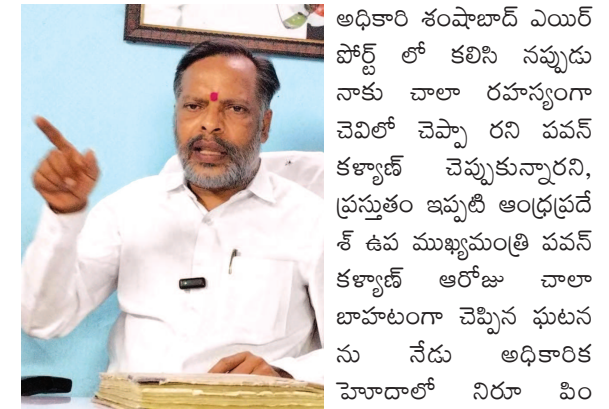 అధికారి శంషాబాద్ ఎయిర్
పోర్ట్ లో కలిసి నప్పుడు
నాకు చాలా రహస్యంగా
చెవిలో చెప్పా రని పవన్
కళ్యాణ్ చెప్పుకున్నారని,
ప్రస్తుతం ఇప్పటి ఆంధ్రప్రదే
శ్ ఉప ముఖ్యమంత్రి పవన్
కళ్యాణ్ ఆరోజు చాలా
బాహటంగా చెప్పిన ఘటన
ను నేడు అధికారిక
హెూదాలో నిరూ పిం